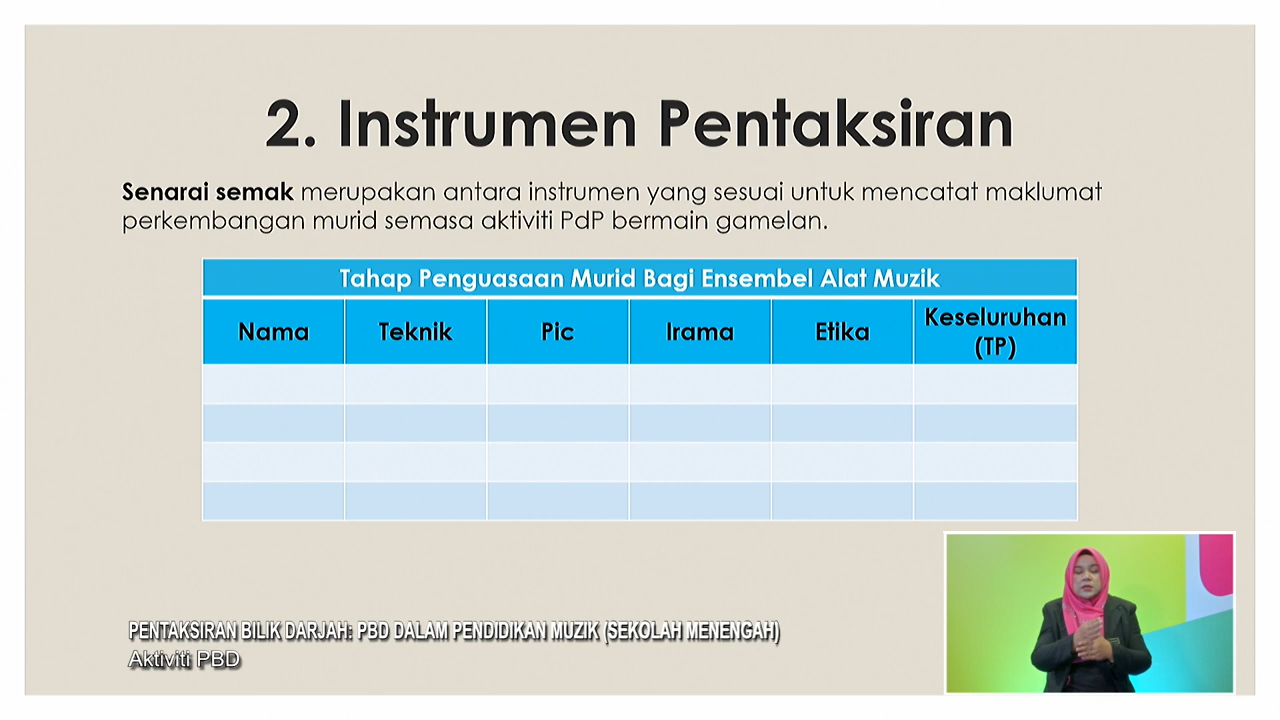 2. Instrumen Pentaksiran
Senarai semak merupakan antara instrumen yang sesuai untuk mencatat maklumat
perkembangan murid semasa aktiviti PdP bermain gamelan.
Tahap Penguasaan Murid Bagi Ensembel Alat Muzik
Nama Teknik Pic Irama Etika Keseluruhan
(TP)
PENTAKSIRAN BILIK DARJAH: PBD DALAM PENDIDIKAN MUZIK (SEKOLAH MENENGAH)
Aktiviti PBD